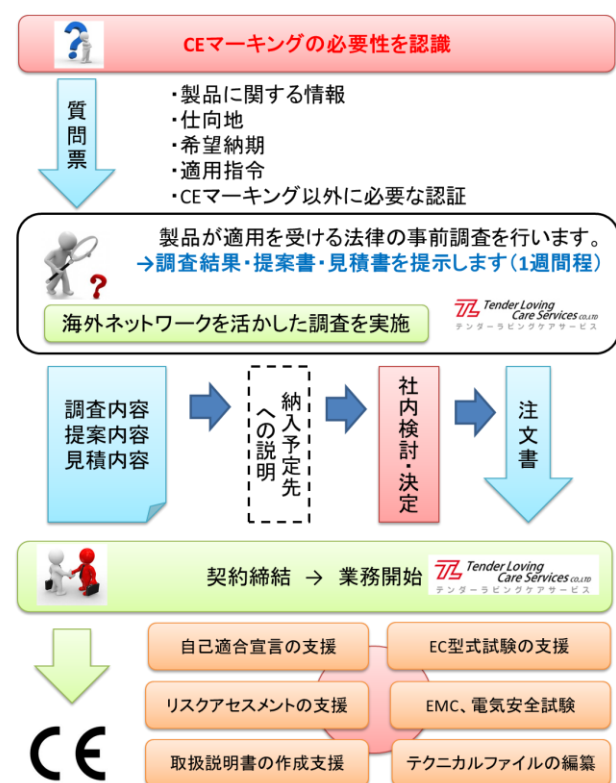 CEマーキングの必要性を認識
質問票
・製品に関する情報
・仕向地
・希望納期
・適用指令
・CEマーキング以外に必要な認証
製品が適用を受ける法律の事前調査を行います。
→調査結果・提案書・見積書を提示します(1週間程)
海外ネットワークを活かした調査を実施
Tender Loving
Care Services CO.,LTD
テンダーラビングケアサービス
調査内容
提案内容
見積内容
納入予定先
への説明
社内検討・決定
注文書
契約締結 → 業務開始
Tender Loving
Care Services CO.,LTD
テンダーラビングケアサービス
自己適合宣言の支援
EC型式試験の支援
リスクアセスメントの支援
EMC、電気安全試験
取扱説明書の作成支援
テクニカルファイルの編纂
CE